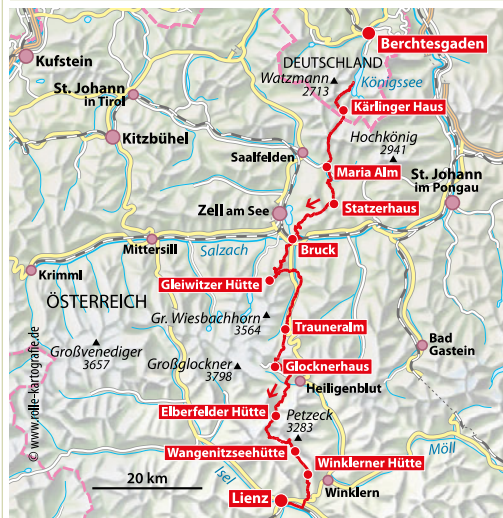 Berchtesgaden
Kufstein
DEUTSCHLAND
Watzmann
2713
Königssee
St. Johann
in Tirol
Kärlinger Haus
Kitzbühel
Hochkönig
2941
Saalfelden
Maria Alm
St. Johann
im Pongau
Statzerhaus
Zell am See
Bruck
Mittersill
Salzach
Krimml
Gleiwitzer Hütte
ÖSTERREICH
Gr. Wiesbachhorn
3564
Trauneralm
Bad
Gastein
Großvenediger
3657
Großglockner
3798
Glocknerhaus
Heiligenblut
Elberfelder Hütte
Petzeck
3283
Wangenitzseehütte
Möll
Winklerner Hütte
20 km
Isel
Winklern
Lienz
© www.rolle-kartografie.de